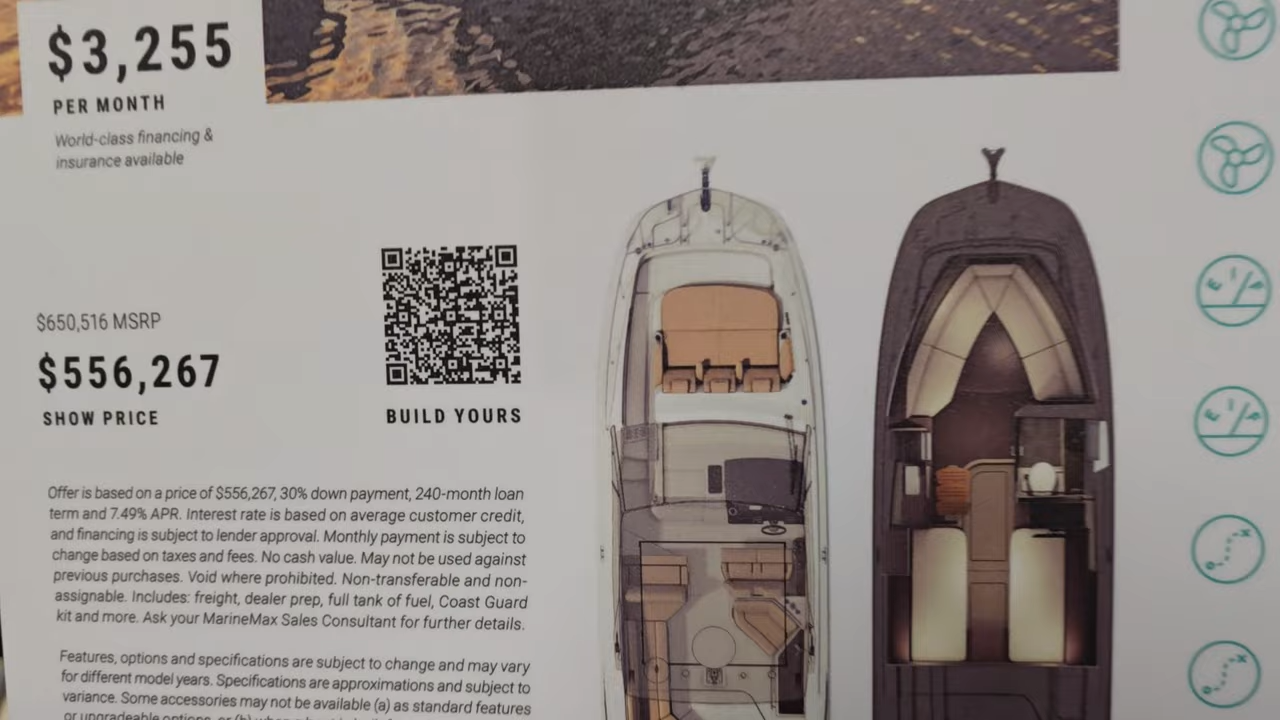 $3,255
PER MONTH
World-class financing &
insurance available
$650,516 MSRP
$556,267
SHOW PRICE
BUILD YOURS
Offer is based on a price of $556,267, 30% down payment, 240-month loan
term and 7.49% APR. Interest rate is based on average customer credit,
and financing is subject to lender approval. Monthly payment is subject to
change based on taxes and fees. No cash value. May not be used against
previous purchases. Void where prohibited. Non-transferable and non-
assignable. Includes: freight, dealer prep, full tank of fuel, Coast Guard
kit and more. Ask your MarineMax Sales Consultant for further details.
Features, options and specifications are subject to change and may vary
for different model years. Specifications are approximations and subject to
variance. Some accessories may not be available (a) as standard features
or upgradeable options, or (b)